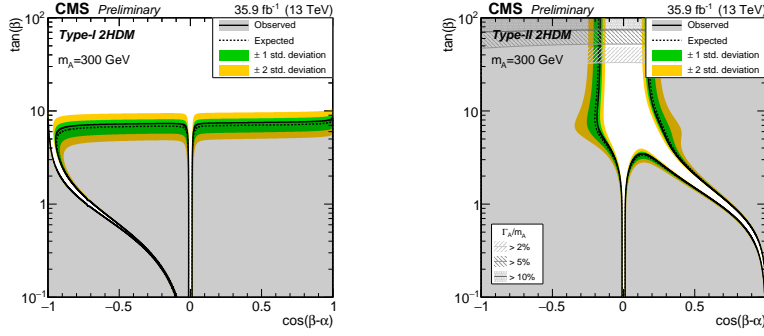 CMS Preliminary 35.9 fb⁻¹ (13 TeV)
tan(β)
10²
10
1
10⁻¹
Type-I 2HDM
m_A=300 GeV
Observed
Expected
± 1 std. deviation
± 2 std. deviation
−1 −0.5 0 0.5 1
cos(β-α)
CMS Preliminary 35.9 fb⁻¹ (13 TeV)
tan(β)
10²
10
1
10⁻¹
Type-II 2HDM
m_A=300 GeV
Observed
Expected
± 1 std. deviation
± 2 std. deviation
Γ_A/m_A
> 2%
> 5%
> 10%
−1 −0.5 0 0.5
cos(β-α)